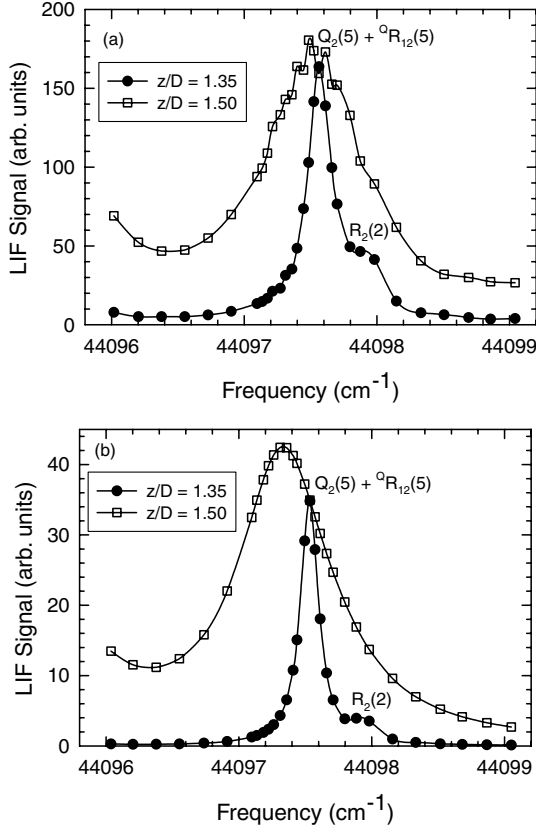 (a)
Q₂(5) + ᑫR₁₂(5)
z/D = 1.35
z/D = 1.50
R₂(2)
LIF Signal (arb. units)
200
150
100
50
0
44096 44097 44098 44099
Frequency (cm⁻¹)
(b)
Q₂(5) + ᑫR₁₂(5)
z/D = 1.35
z/D = 1.50
R₂(2)
LIF Signal (arb. units)
40
30
20
10
0
44096 44097 44098 44099
Frequency (cm⁻¹)